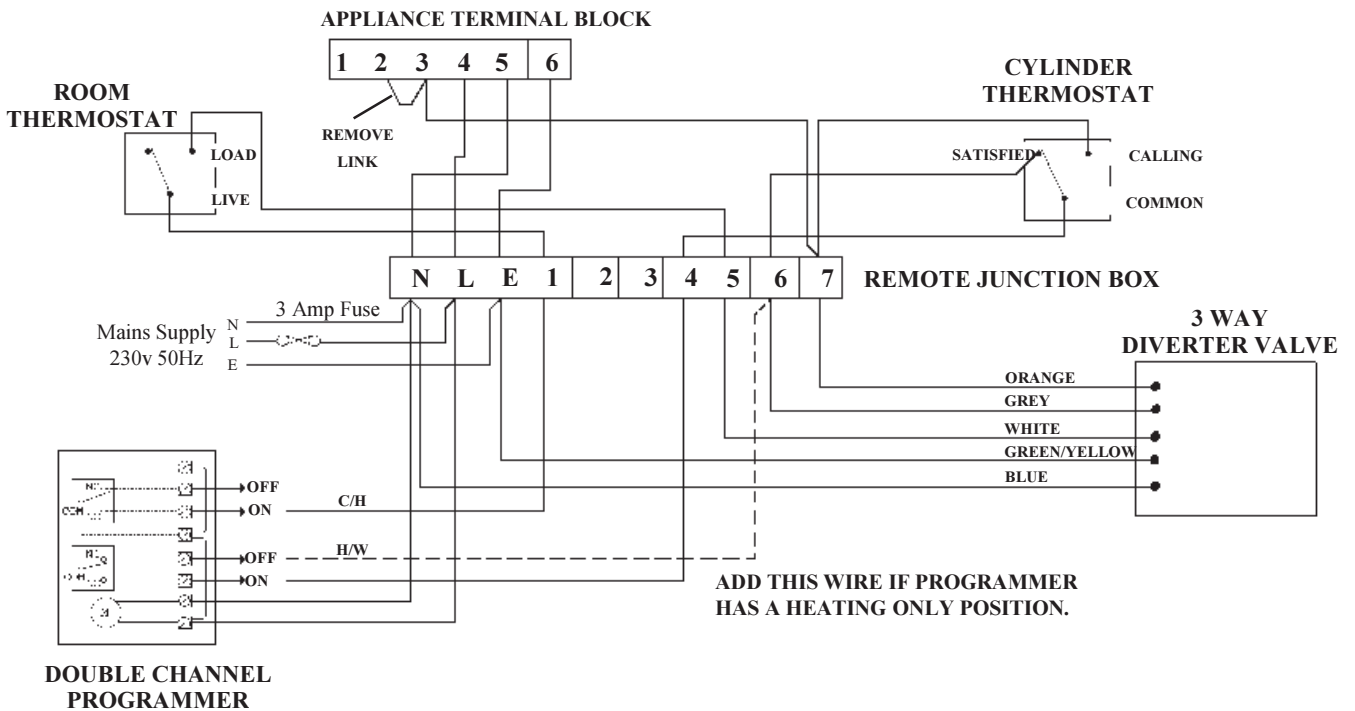 APPLIANCE TERMINAL BLOCK
1 2 3 4 5 6
REMOVE
LINK
ROOM
THERMOSTAT
LOAD
LIVE
CYLINDER
THERMOSTAT
SATISFIED
CALLING
COMMON
N L E 1 2 3 4 5 6 7
REMOTE JUNCTION BOX
3 Amp Fuse
Mains Supply
230v 50Hz
N
L
E
3 WAY
DIVERTER VALVE
ORANGE
GREY
WHITE
GREEN/YELLOW
BLUE
OFF
ON
C/H
OFF
H/W
ON
ADD THIS WIRE IF PROGRAMMER
HAS A HEATING ONLY POSITION.
DOUBLE CHANNEL
PROGRAMMER